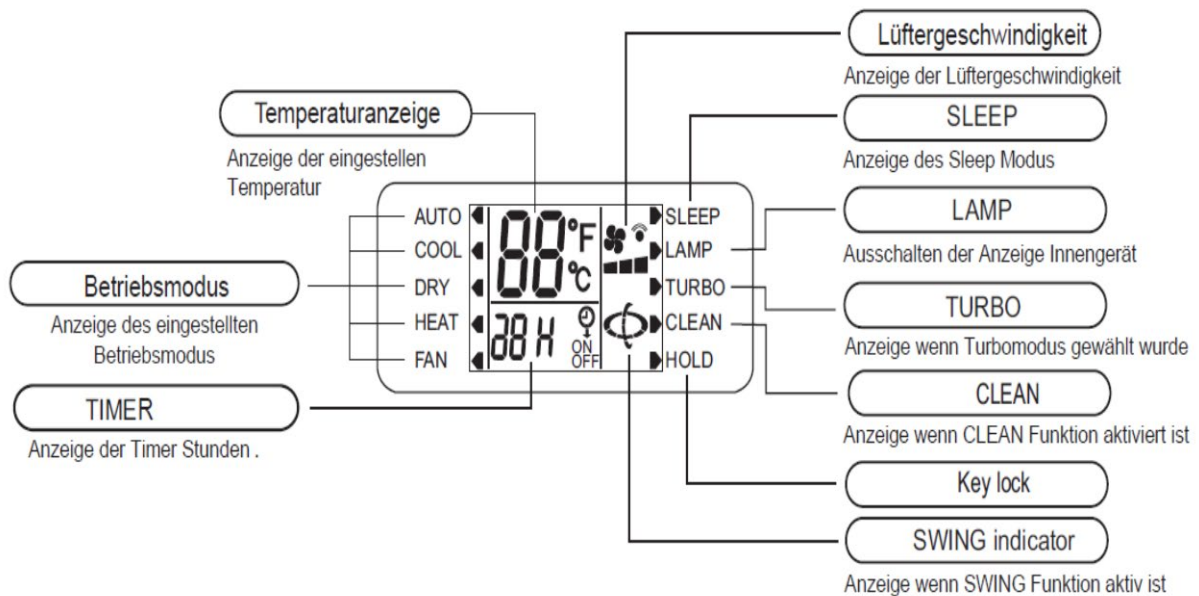 Lüftergeschwindigkeit
Anzeige der Lüftergeschwindigkeit
Temperaturanzeige
Anzeige der eingestellen
Temperatur
SLEEP
Anzeige des Sleep Modus
LAMP
Ausschalten der Anzeige Innengerät
Betriebsmodus
Anzeige des eingestellten
Betriebsmodus
TIMER
Anzeige der Timer Stunden .
AUTO
COOL
DRY
HEAT
FAN
88°F
°C
88 H
ON
OFF
SLEEP
LAMP
TURBO
CLEAN
HOLD
TURBO
Anzeige wenn Turbomodus gewählt wurde
CLEAN
Anzeige wenn CLEAN Funktion aktiviert ist
Key lock
SWING indicator
Anzeige wenn SWING Funktion aktiv ist